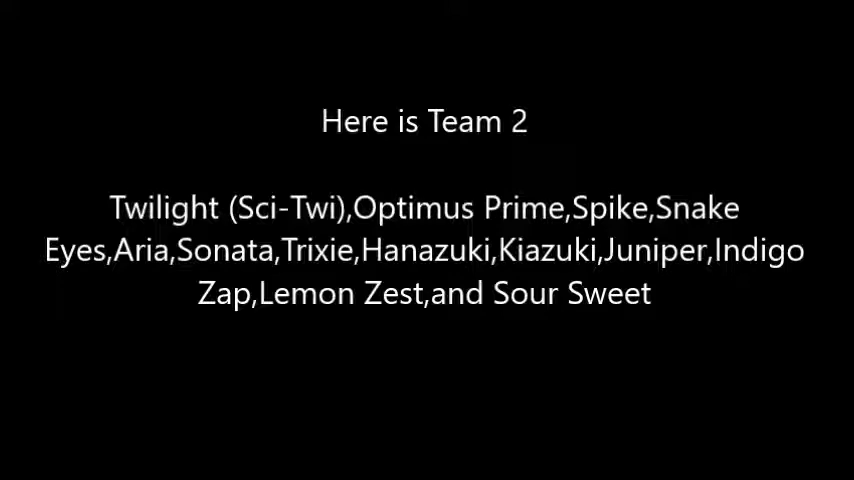 Here is Team 2
Twilight (Sci-Twi),Optimus Prime,Spike,Snake
Eyes,Aria,Sonata,Trixie,Hanazuki,Kiazuki,Juniper,Indigo
Zap,Lemon Zest,and Sour Sweet